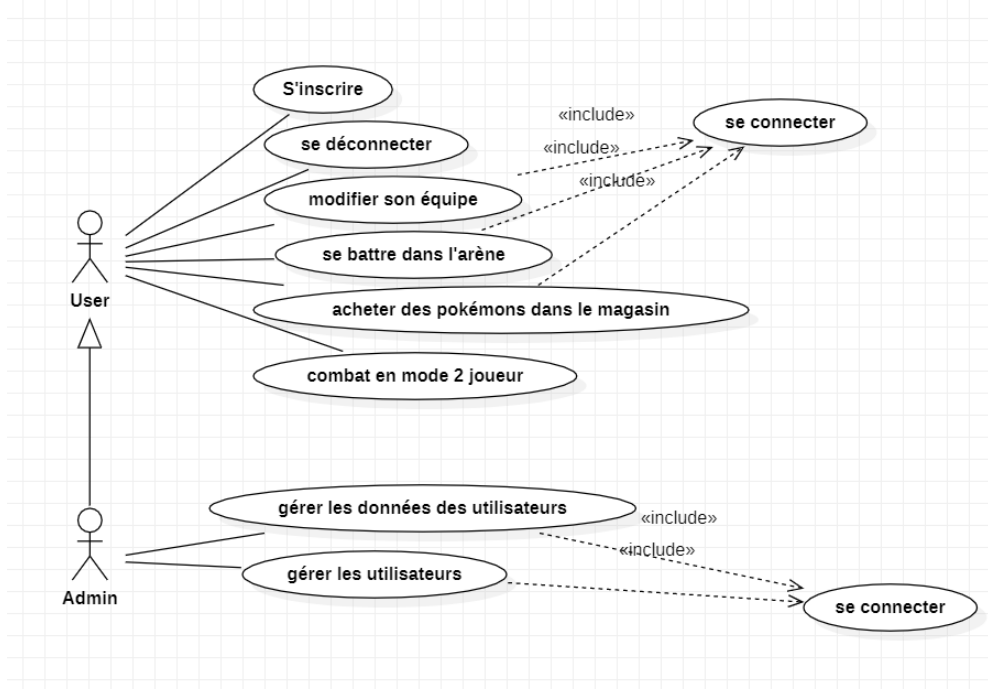 S'inscrire
«include»
se connecter
se déconnecter
«include»
«include»
modifier son équipe
se battre dans l'arène
User
acheter des pokémons dans le magasin
combat en mode 2 joueur
gérer les données des utilisateurs
«include»
«include»
gérer les utilisateurs
Admin
se connecter